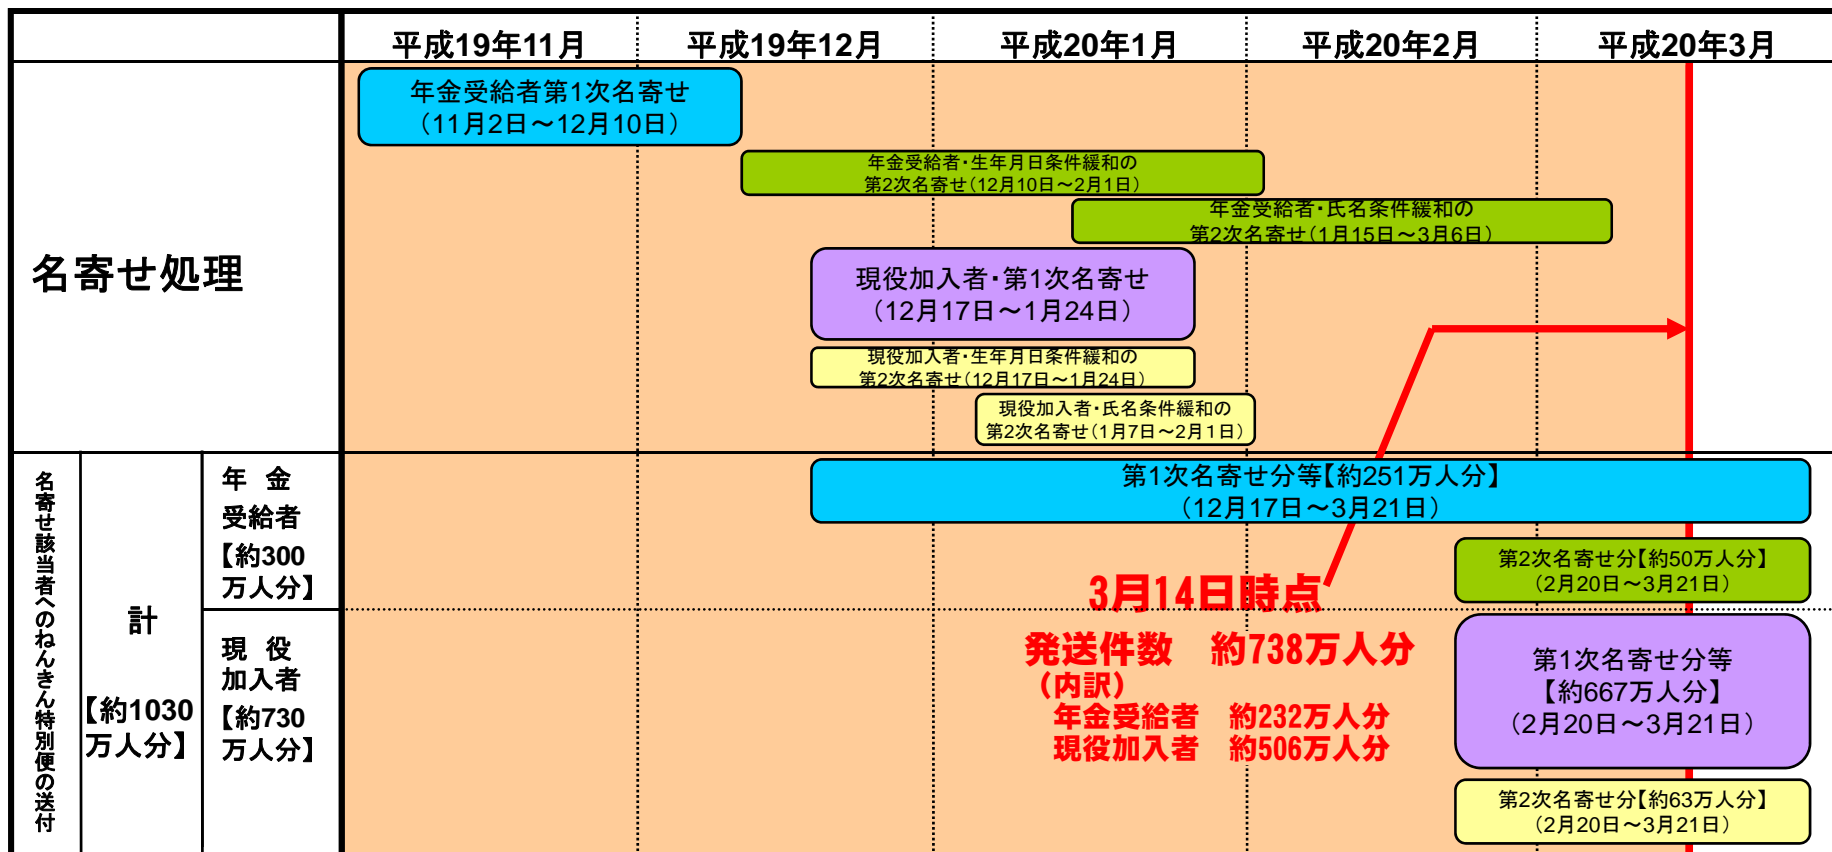 平成19年11月
平成19年12月
平成20年1月
平成20年2月
平成20年3月
名寄せ処理
年金受給者第1次名寄せ
（11月2日～12月10日）
年金受給者・生年月日条件緩和の
第2次名寄せ（12月10日～2月1日）
年金受給者・氏名条件緩和の
第2次名寄せ（1月15日～3月6日）
現役加入者・第1次名寄せ
（12月17日～1月24日）
現役加入者・生年月日条件緩和の
第2次名寄せ（12月17日～1月24日）
現役加入者・氏名条件緩和の
第2次名寄せ（1月7日～2月１日）
名寄せ該当者へのねんきん特別便の送付
計
【約1030
万人分】
年　金
受給者
【約300
万人分】
第1次名寄せ分等【約251万人分】
（12月17日～3月21日）
第2次名寄せ分【約50万人分】
（2月20日～3月21日）
現　役
加入者
【約730
万人分】
3月14日時点
発送件数　約738万人分
（内訳）
年金受給者　約232万人分
現役加入者　約506万人分
第1次名寄せ分等
【約667万人分】
（2月20日～3月21日）
第2次名寄せ分【約63万人分】
（2月20日～3月21日）